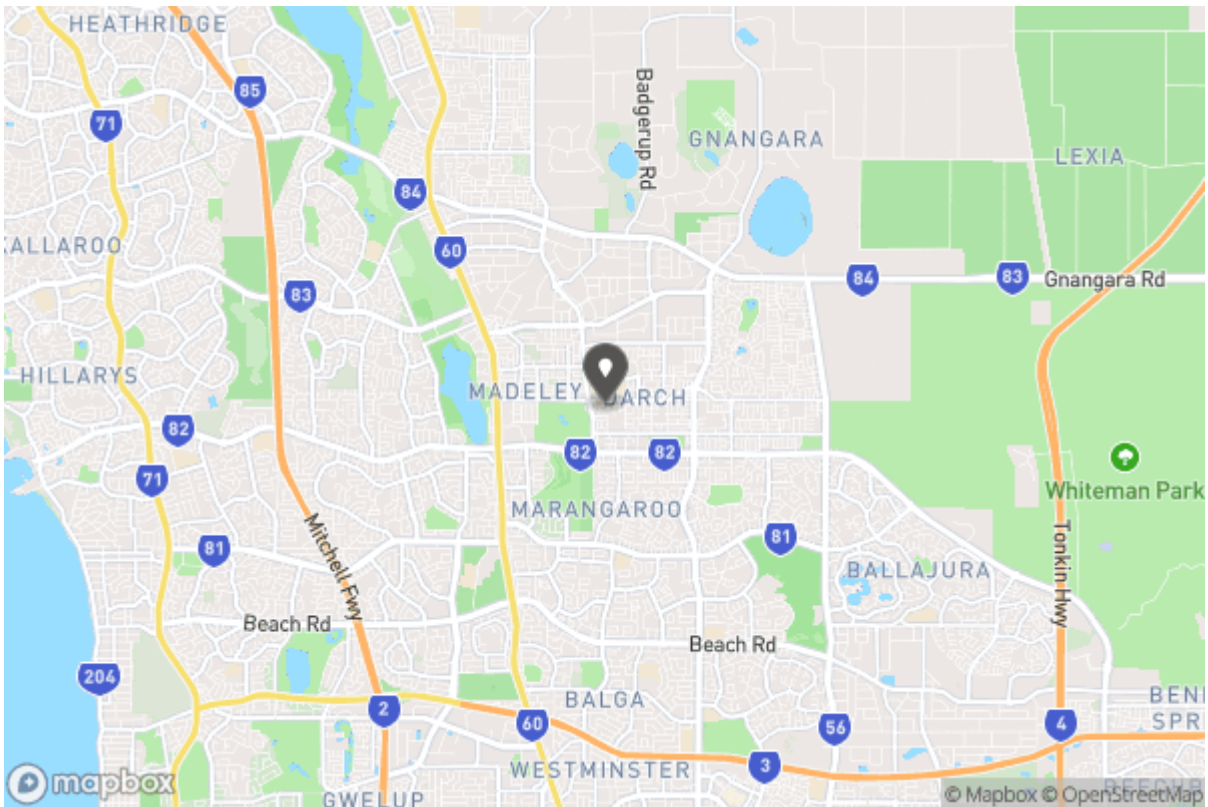 HEATHRIDGE
85
71
Badgerup Rd
GNANGARA
LEXIA
84
KALLAROO
60
84
83
Gnangara Rd
83
HILLARYS
MADELEY
DARCH
82
82
82
71
Whiteman Park
MARANGAROO
Mitchell Fwy
81
81
Tonkin Hwy
BALLAJURA
Beach Rd
Beach Rd
204
BALGA
BEN
SPR
2
60
56
4
3
WESTMINSTER
mapbox
GWELUP
© Mapbox © OpenStreetMap